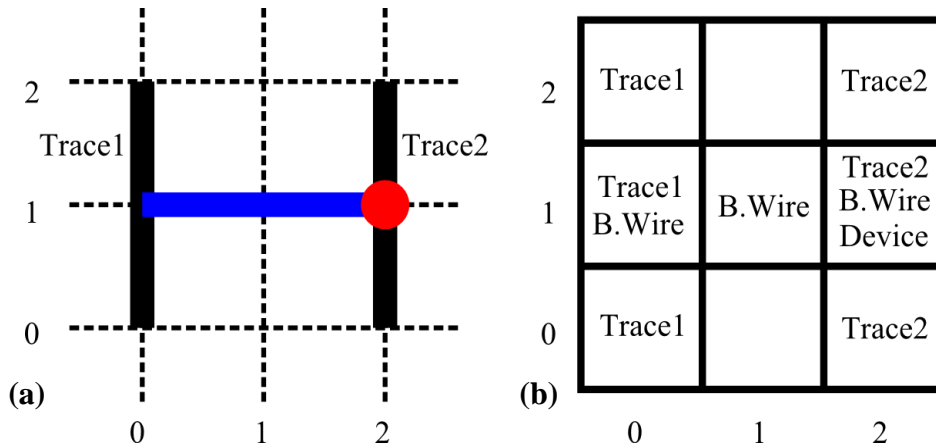 2
Trace1
Trace2
1
0
(a)
0
1
2
2
Trace1
Trace2
1
Trace1
B.Wire
B.Wire
Trace2
B.Wire
Device
0
Trace1
Trace2
(b)
0
1
2